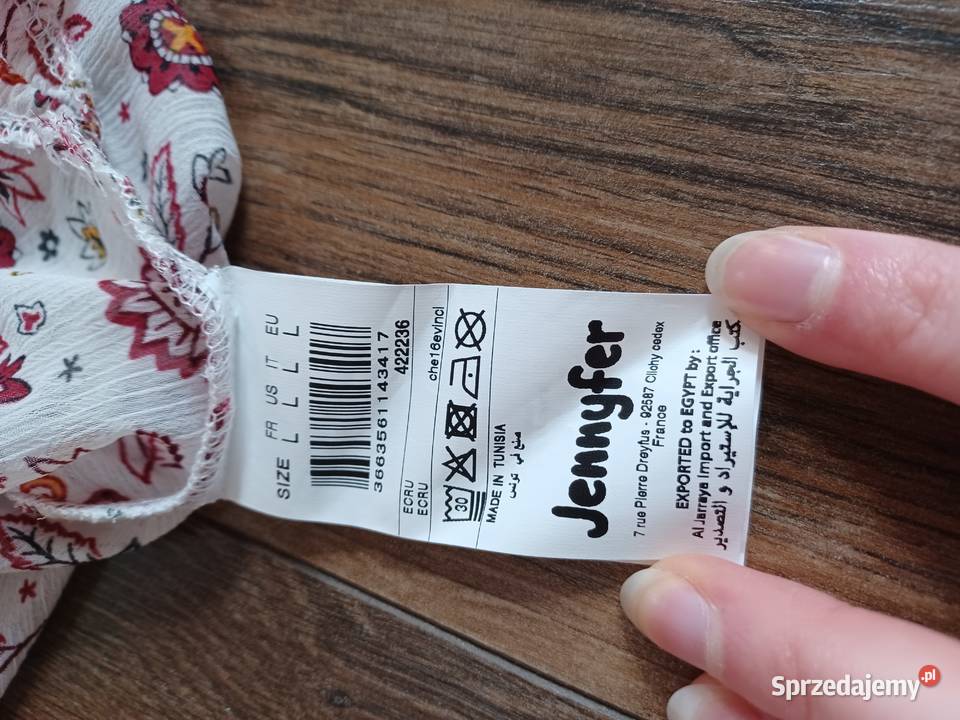 SIZE FR US IT EU
L L L L
3663561143417
422236
che16evincl
ECRU
ECRU
30
MADE IN TUNISIA
صنع في تونس
Jennyfer
7 rue Pierre Dreyfus - 92587 Clichy cedex
France
EXPORTED to EGYPT by :
Al Jarraya Import and Export office
مكتب الجراية للإستيراد و التصدير
Sprzedajemy.pl